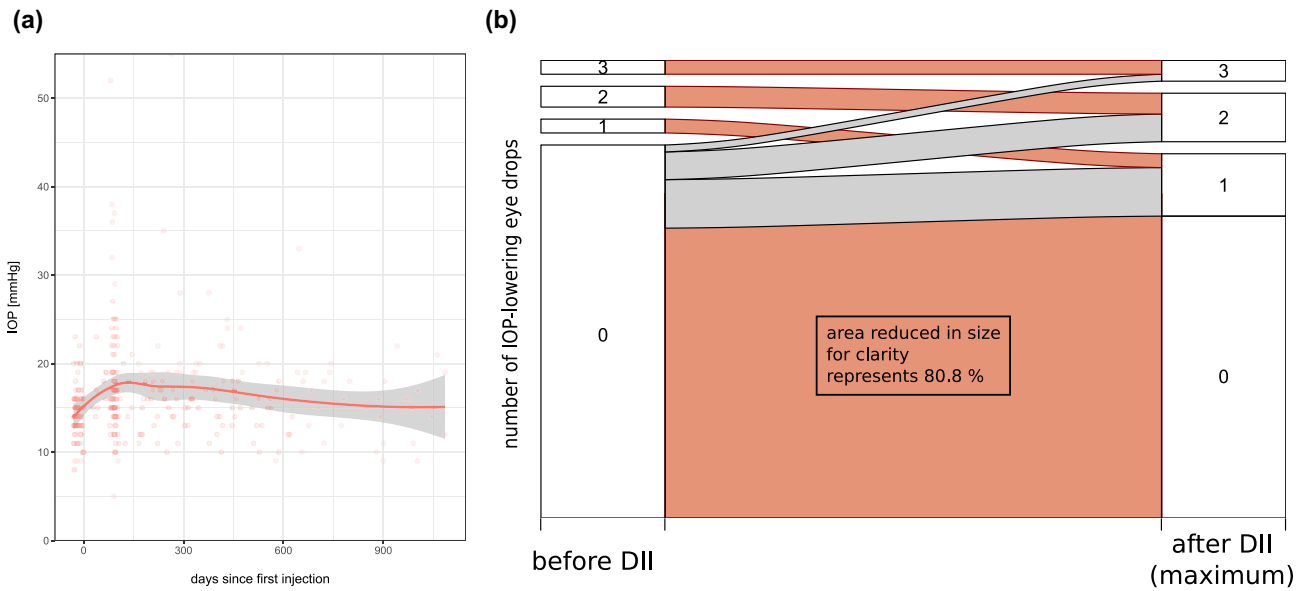 (a)
IOP [mmHg]
50
40
30
20
10
0
0 300 600 900
days since first injection
(b)
number of IOP-lowering eye drops
3
2
1
0
3
2
1
0
area reduced in size
for clarity
represents 80.8 %
before DII
after DII
(maximum)